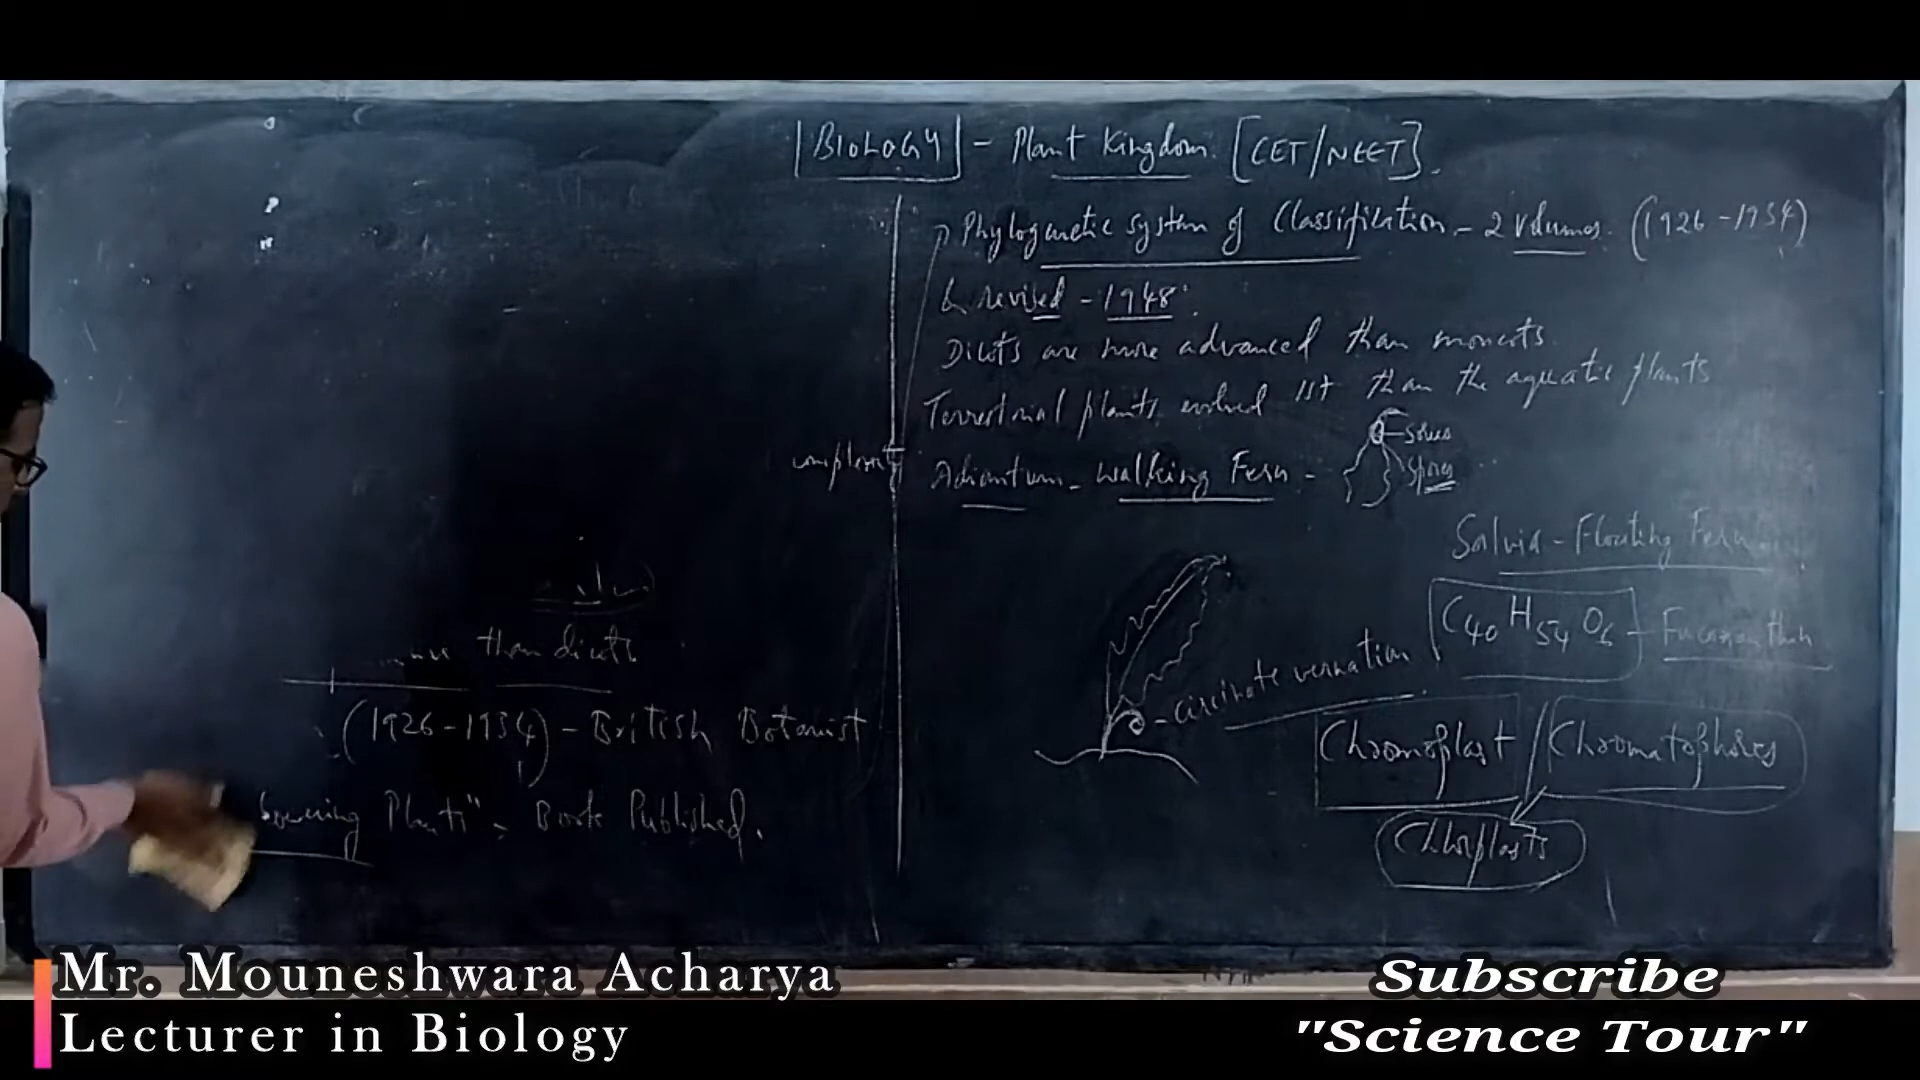 |BIOLOGY| - Plant Kingdom. [CET/NEET].
Phylogenetic system of Classification - 2 volumes. (1926 - 1934)
& revised - 1948.
Dicots are more advanced than monocots.
Terrestrial plants evolved 1st than the aquatic plants
Adiantum - walking Fern -
Sorus
Spores
Salvia - Floating Fern
C40 H54 O6 - Fucoxanthin
circinate vernation
Chromoplast / Chromatophores
Chloroplasts
than dicots
(1926 - 1934) - British Botanist
Plants" - Book Published.
Mr. Mouneshwara Acharya
Lecturer in Biology
Subscribe
"Science Tour"